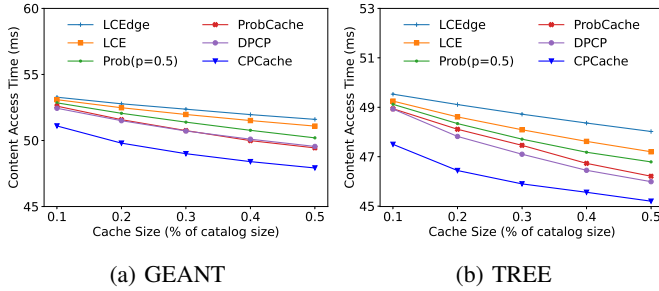 60
55
50
45
Content Access Time (ms)
LCEdge
LCE
Prob(p=0.5)
ProbCache
DPCP
CPCache
0.1 0.2 0.3 0.4 0.5
Cache Size (% of catalog size)
(a) GEANT
53
51
49
47
45
Content Access Time (ms)
LCEdge
LCE
Prob(p=0.5)
ProbCache
DPCP
CPCache
0.1 0.2 0.3 0.4 0.5
Cache Size (% of catalog size)
(b) TREE